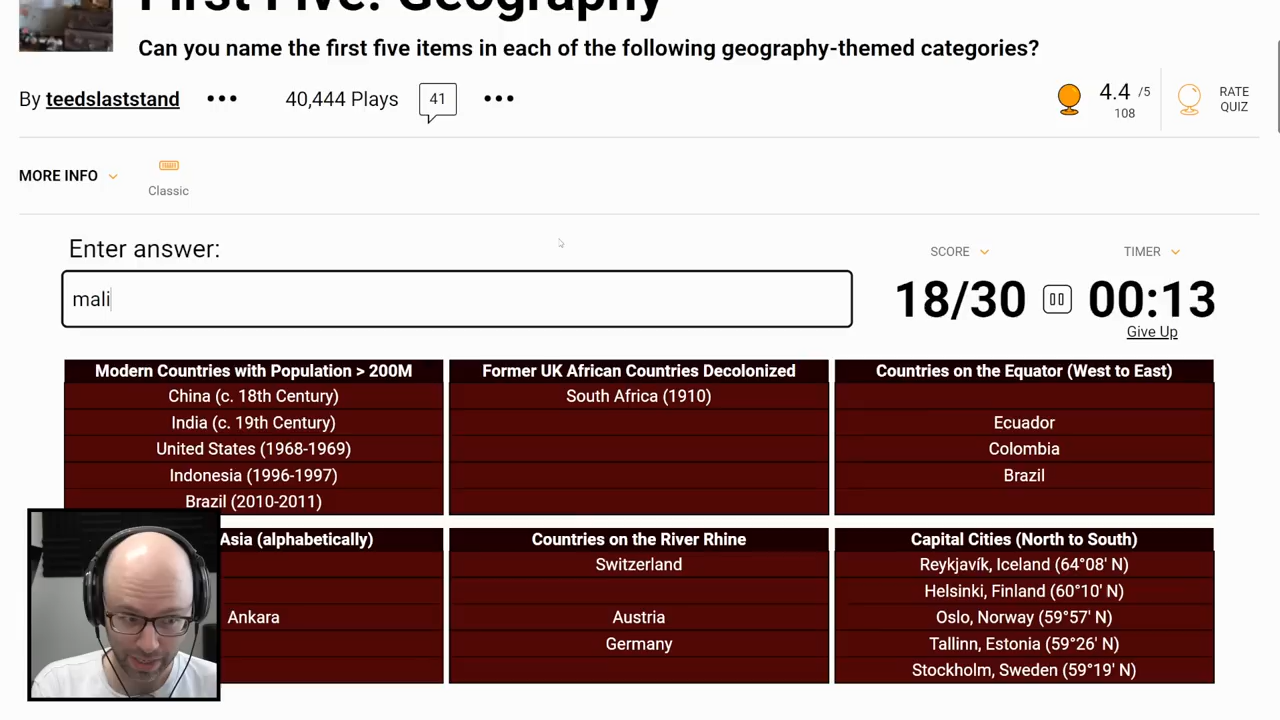 First Five: Geography
Can you name the first five items in each of the following geography-themed categories?
By teedslaststand
40,444 Plays
41
4.4 /5
108
RATE
QUIZ
MORE INFO
Classic
Enter answer:
mali
SCORE
18/30
TIMER
00:13
Give Up
Modern Countries with Population > 200M
China (c. 18th Century)
India (c. 19th Century)
United States (1968-1969)
Indonesia (1996-1997)
Brazil (2010-2011)
Former UK African Countries Decolonized
South Africa (1910)
Countries on the Equator (West to East)
Ecuador
Colombia
Brazil
Asia (alphabetically)
Ankara
Countries on the River Rhine
Switzerland
Austria
Germany
Capital Cities (North to South)
Reykjavík, Iceland (64°08' N)
Helsinki, Finland (60°10' N)
Oslo, Norway (59°57' N)
Tallinn, Estonia (59°26' N)
Stockholm, Sweden (59°19' N)